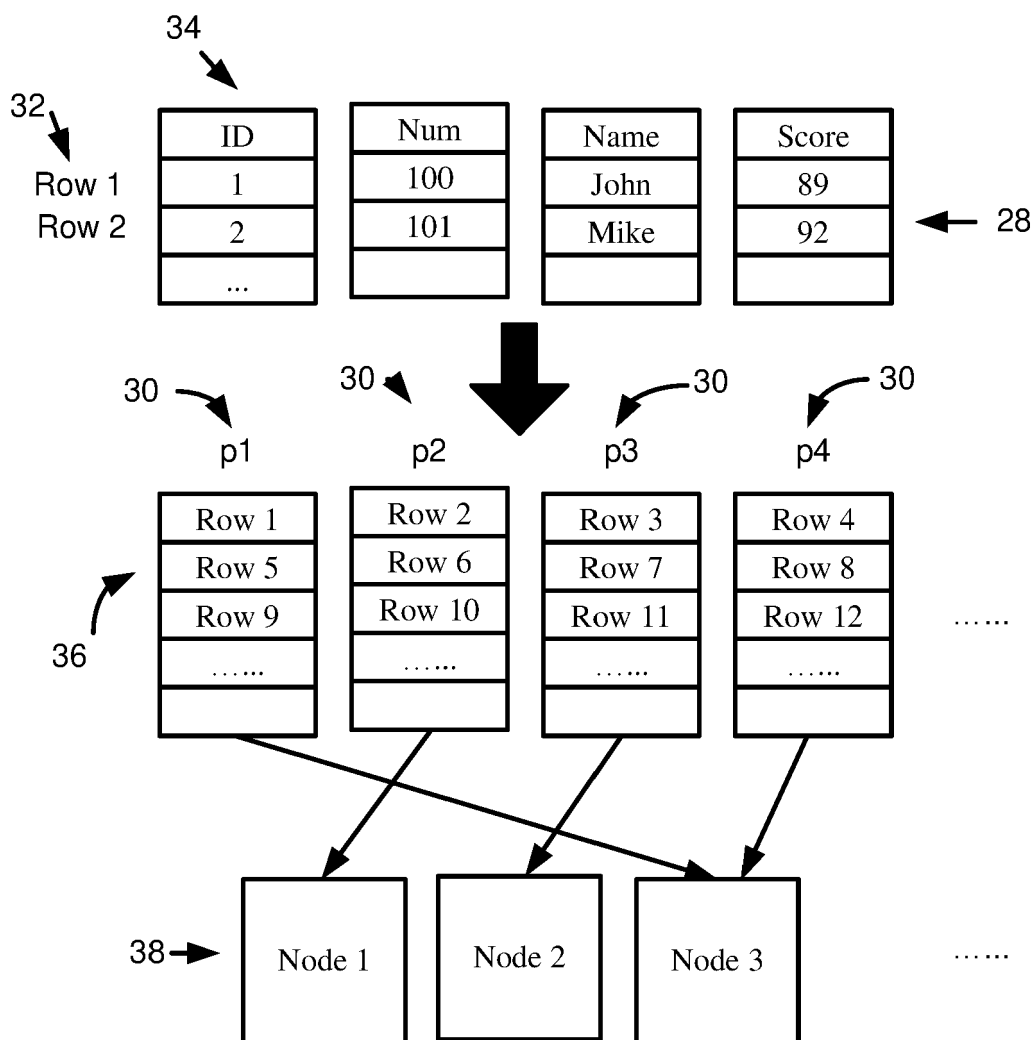 34
32
ID Num Name Score
Row 1 1 100 John 89
Row 2 2 101 Mike 92
28
...
30 30 30 30
p1 p2 p3 p4
Row 1 Row 2 Row 3 Row 4
Row 5 Row 6 Row 7 Row 8
Row 9 Row 10 Row 11 Row 12
......
36
...... ...... ...... ......
38 Node 1 Node 2 Node 3 ......